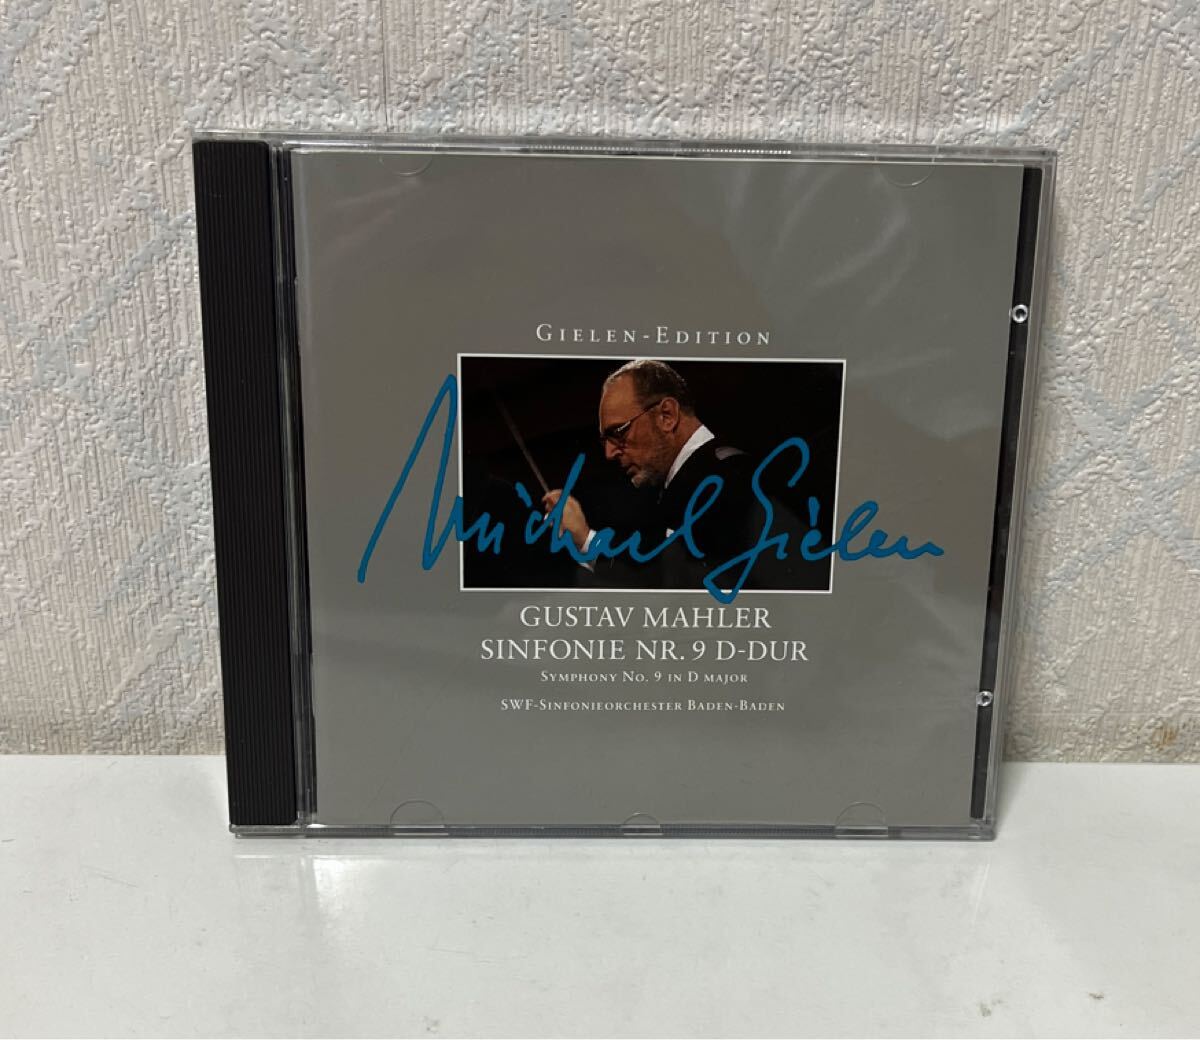 GIELEN-EDITION
Michael Gielen
GUSTAV MAHLER
SINFONIE NR. 9 D-DUR
SYMPHONY NO. 9 IN D MAJOR
SWF-SINFONIEORCHESTER BADEN-BADEN